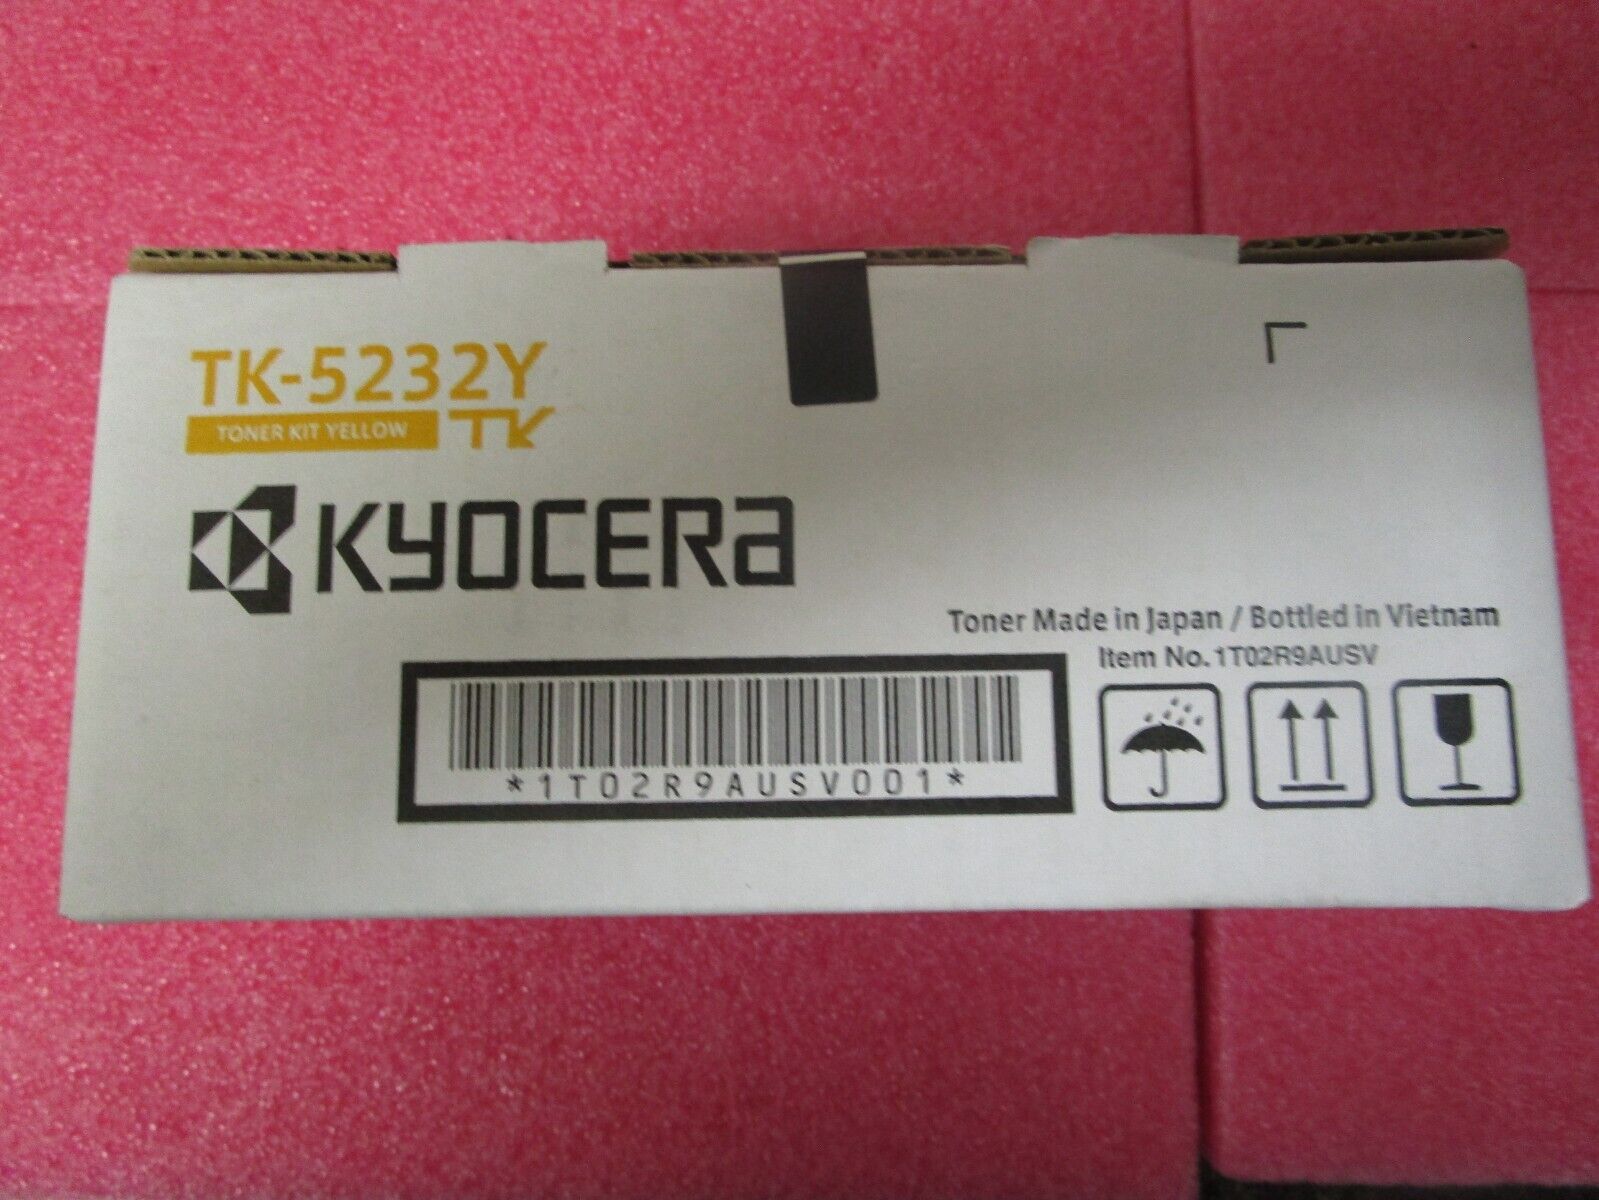 TK-5232Y
TONER KIT YELLOW TK
KYOCERa
Toner Made in Japan / Bottled in Vietnam
Item No. 1T02R9AUSV
*1T02R9AUSV001*